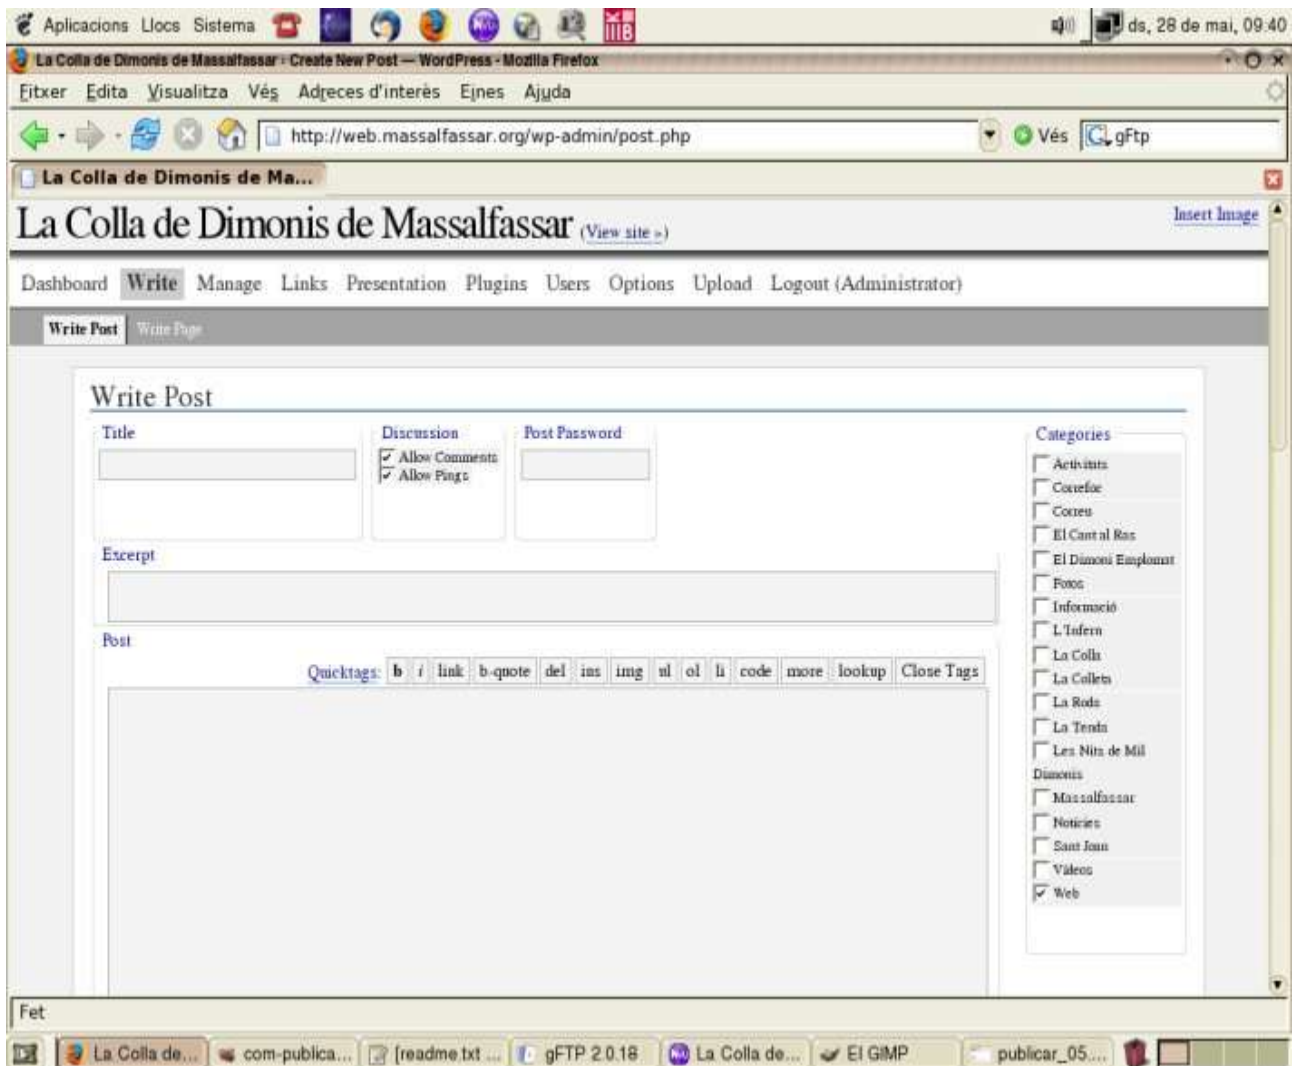 Aplicacions Llocs Sistema
ds, 28 de mai, 09:40
La Colla de Dimonis de Massalfassar › Create New Post — WordPress - Mozilla Firefox
Fitxer Edita Visualitza Vés Adreces d'interès Eines Ajuda
http://web.massalfassar.org/wp-admin/post.php
Vés
gFtp
La Colla de Dimonis de Ma...
La Colla de Dimonis de Massalfassar (View site »)
Insert Image
Dashboard Write Manage Links Presentation Plugins Users Options Upload Logout (Administrator)
Write Post Write Page
Write Post
Title
Discussion
Allow Comments
Allow Pings
Post Password
Excerpt
Post
Quicktags: b i link b-quote del ins img ul ol li code more lookup Close Tags
Categories
Activitats
Correfoc
Correu
El Cant al Ras
El Dimoni Emplomat
Fotos
Informació
L'Infern
La Colla
La Colleta
La Roda
La Tenda
Les Nits de Mil
Dimonis
Massalfassar
Notícies
Sant Joan
Vídeos
Web
Fet
La Colla de... com-publica... [readme.txt ... gFTP 2.0.18 La Colla de... El GIMP publicar_05....